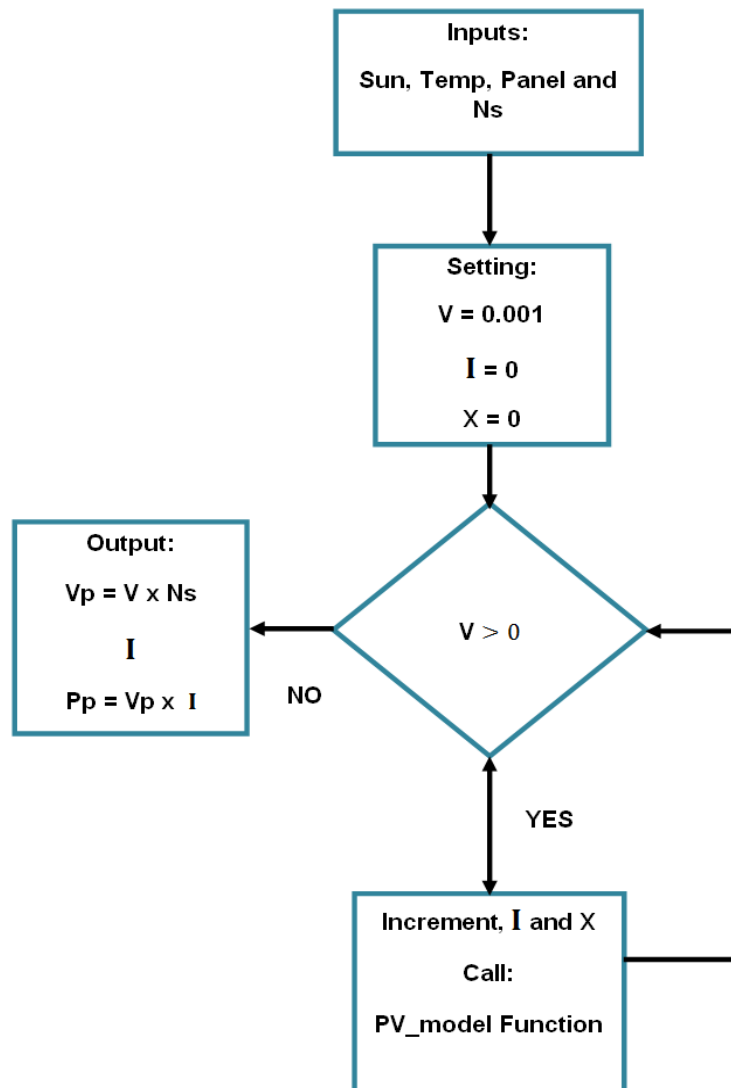 Inputs:
Sun, Temp, Panel and
Ns
Setting:
V = 0.001
I = 0
X = 0
V > 0
Output:
Vp = V x Ns
I
Pp = Vp x I
NO
YES
Increment, I and X
Call:
PV_model Function